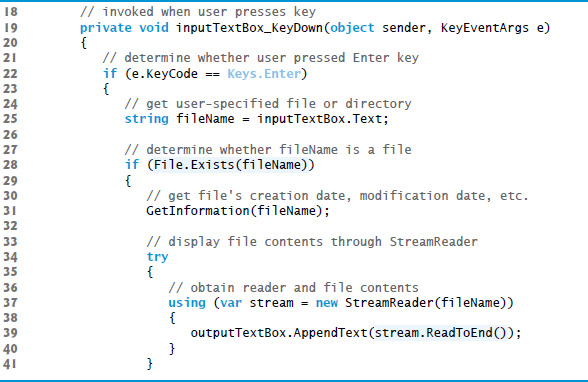 18 // invoked when user presses key
19 private void inputTextBox_KeyDown(object sender, KeyEventArgs e)
20 {
21 // determine whether user pressed Enter key
22 if (e.KeyCode == Keys.Enter)
23 {
24 // get user-specified file or directory
25 string fileName = inputTextBox.Text;
26
27 // determine whether fileName is a file
28 if (File.Exists(fileName))
29 {
30 // get file's creation date, modification date, etc.
31 GetInformation(fileName);
32
33 // display file contents through StreamReader
34 try
35 {
36 // obtain reader and file contents
37 using (var stream = new StreamReader(fileName))
38 {
39 outputTextBox.AppendText(stream.ReadToEnd());
40 }
41 }